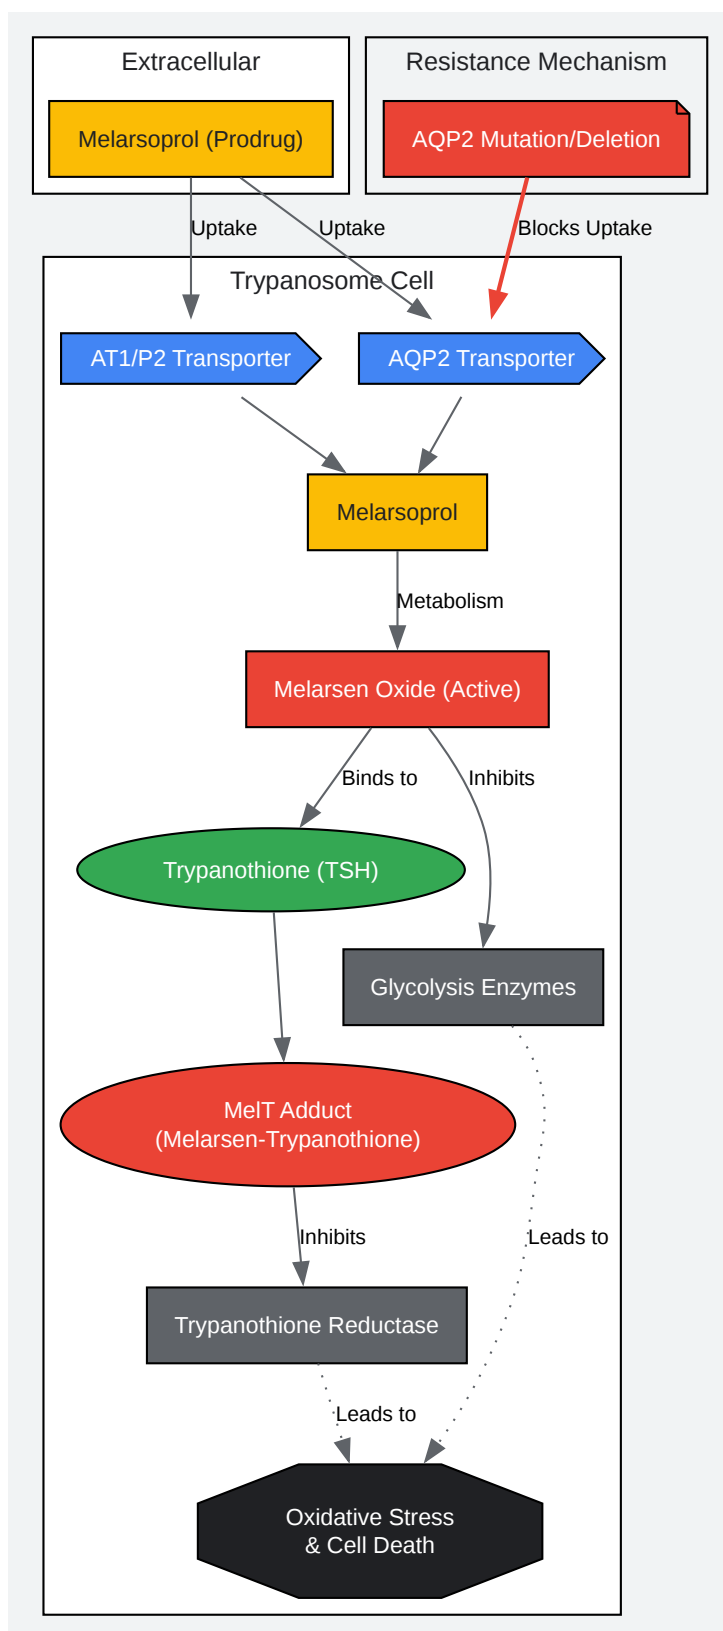 Extracellular
Resistance Mechanism
Melarsoprol (Prodrug)
AQP2 Mutation/Deletion
Uptake
Uptake
Blocks Uptake
Trypanosome Cell
AT1/P2 Transporter
AQP2 Transporter
Melarsoprol
Metabolism
Melarsen Oxide (Active)
Binds to
Inhibits
Trypanothione (TSH)
Glycolysis Enzymes
MelT Adduct
(Melarsen-Trypanothione)
Inhibits
Leads to
Trypanothione Reductase
Leads to
Oxidative Stress
& Cell Death